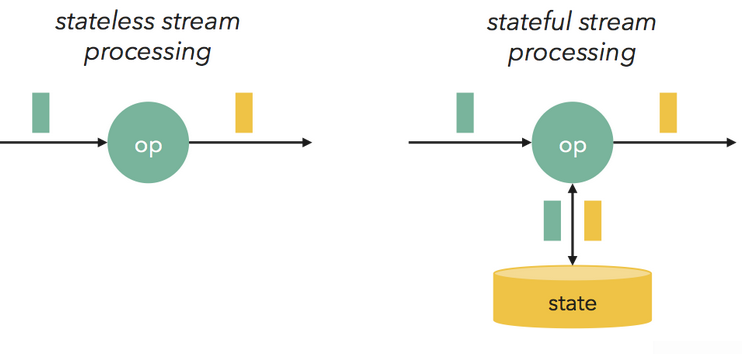 stateless stream
processing
stateful stream
processing
op
op
state